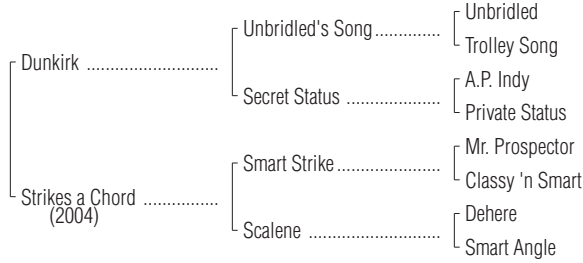 Unbridled
Unbridled's Song..............
Trolley Song
Dunkirk ............................
A.P. Indy
Secret Status ....................
Private Status
Mr. Prospector
Smart Strike......................
Classy 'n Smart
Strikes a Chord ................
(2004)
Dehere
Scalene ............................
Smart Angle